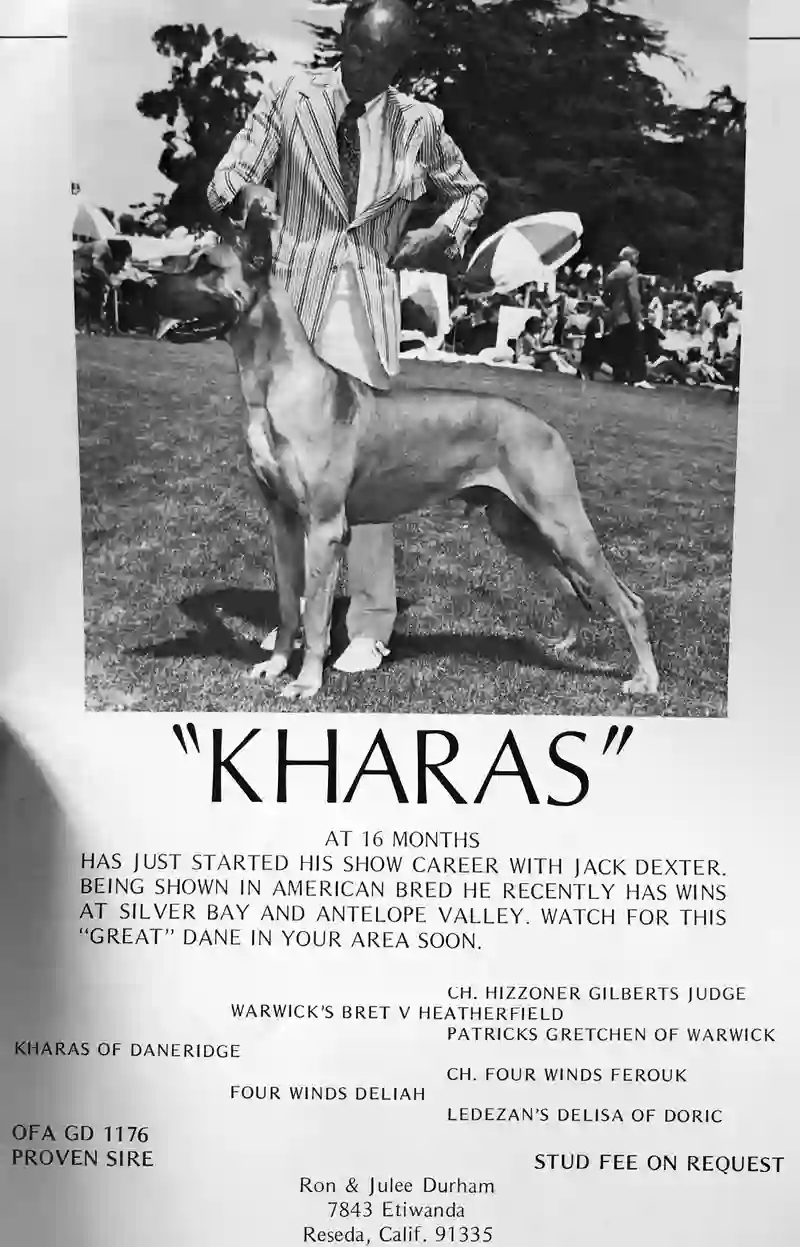 "KHARAS"
AT 16 MONTHS
HAS JUST STARTED HIS SHOW CAREER WITH JACK DEXTER.
BEING SHOWN IN AMERICAN BRED HE RECENTLY HAS WINS
AT SILVER BAY AND ANTELOPE VALLEY. WATCH FOR THIS
"GREAT" DANE IN YOUR AREA SOON.
CH. HIZZONER GILBERTS JUDGE
WARWICK'S BRET V HEATHERFIELD
PATRICKS GRETCHEN OF WARWICK
KHARAS OF DANERIDGE
CH. FOUR WINDS FEROUK
FOUR WINDS DELIAH
LEDEZAN'S DELISA OF DORIC
OFA GD 1176
PROVEN SIRE
STUD FEE ON REQUEST
Ron & Julee Durham
7843 Etiwanda
Reseda, Calif. 91335